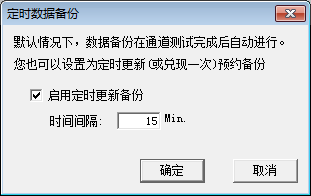 定时数据备份
默认情况下，数据备份在通道测试完成后自动进行。
您也可以设置为定时更新(或兑现一次)预约备份
启用定时更新备份
时间间隔: 15 Min.
确定 取消